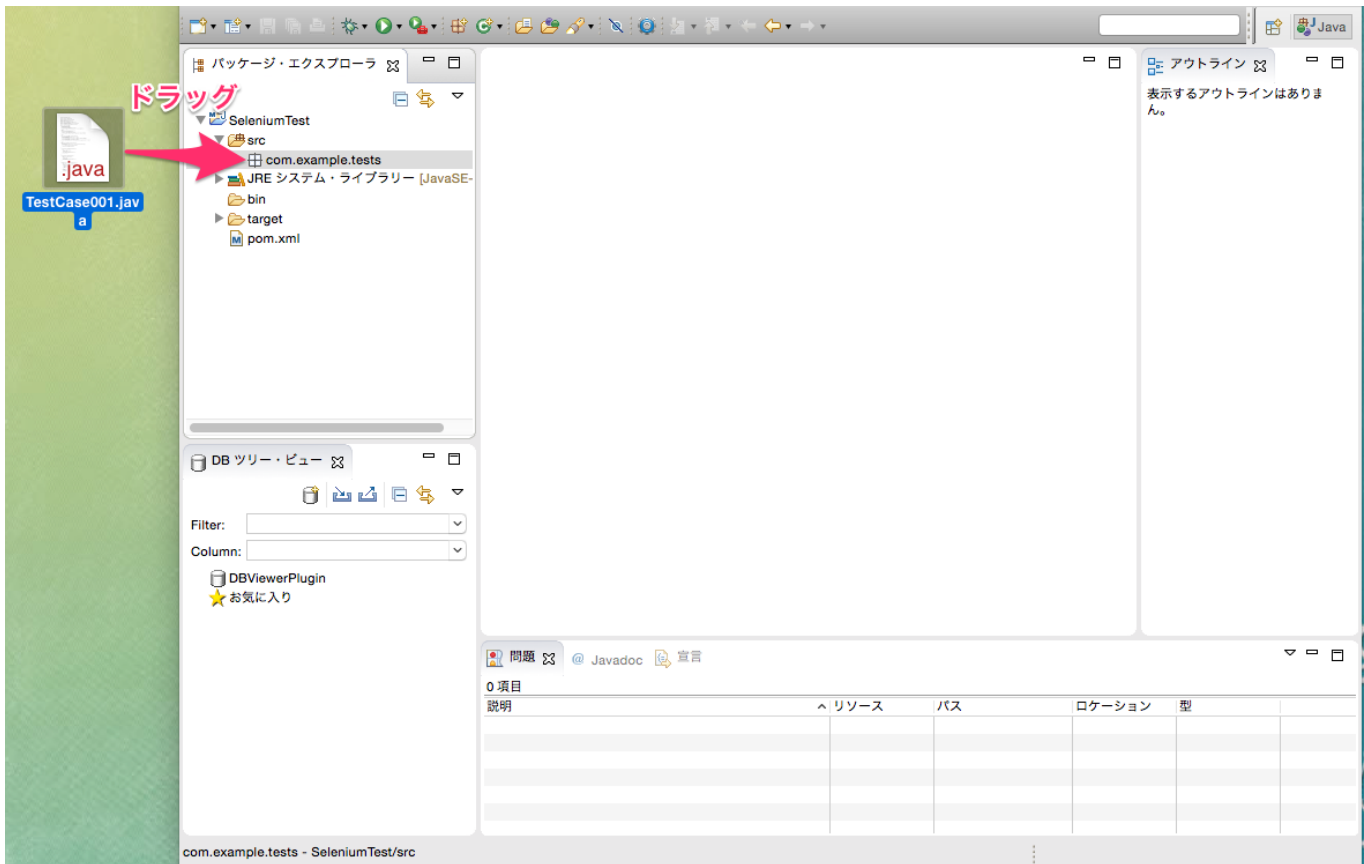 Java
パッケージ・エクスプローラ
アウトライン
ドラッグ
表示するアウトラインはありま
せん。
SeleniumTest
src
com.example.tests
.java
JRE システム・ライブラリー [JavaSE-
TestCase001.jav
a
bin
target
pom.xml
DB ツリー・ビュー
Filter:
Column:
DBViewerPlugin
お気に入り
問題 @ Javadoc 宣言
0 項目
説明 リソース パス ロケーション 型
com.example.tests - SeleniumTest/src